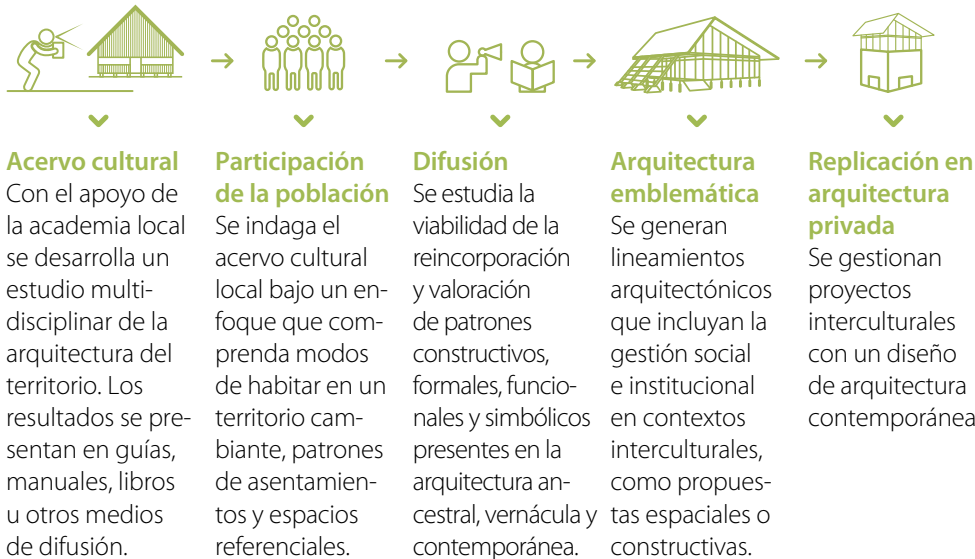 Acervo cultural
Con el apoyo de
la academia local
se desarrolla un
estudio multi-
disciplinar de la
arquitectura del
territorio. Los
resultados se pre-
sentan en guías,
manuales, libros
u otros medios
de difusión.
Participación
de la población
Se indaga el
acervo cultural
local bajo un en-
foque que com-
prenda modos
de habitar en un
territorio cam-
biante, patrones
de asentamien-
tos y espacios
referenciales.
Difusión
Se estudia la
viabilidad de la
reincorporación
y valoración
de patrones
constructivos,
formales, funcio-
nales y simbólicos
presentes en la
arquitectura an-
cestral, vernácula y
contemporánea.
Arquitectura
emblemática
Se generan
lineamientos
arquitectónicos
que incluyan la
gestión social
e institucional
en contextos
interculturales,
como propues-
tas espaciales o
constructivas.
Replicación en
arquitectura
privada
Se gestionan
proyectos
interculturales
con un diseño
de arquitectura
contemporánea